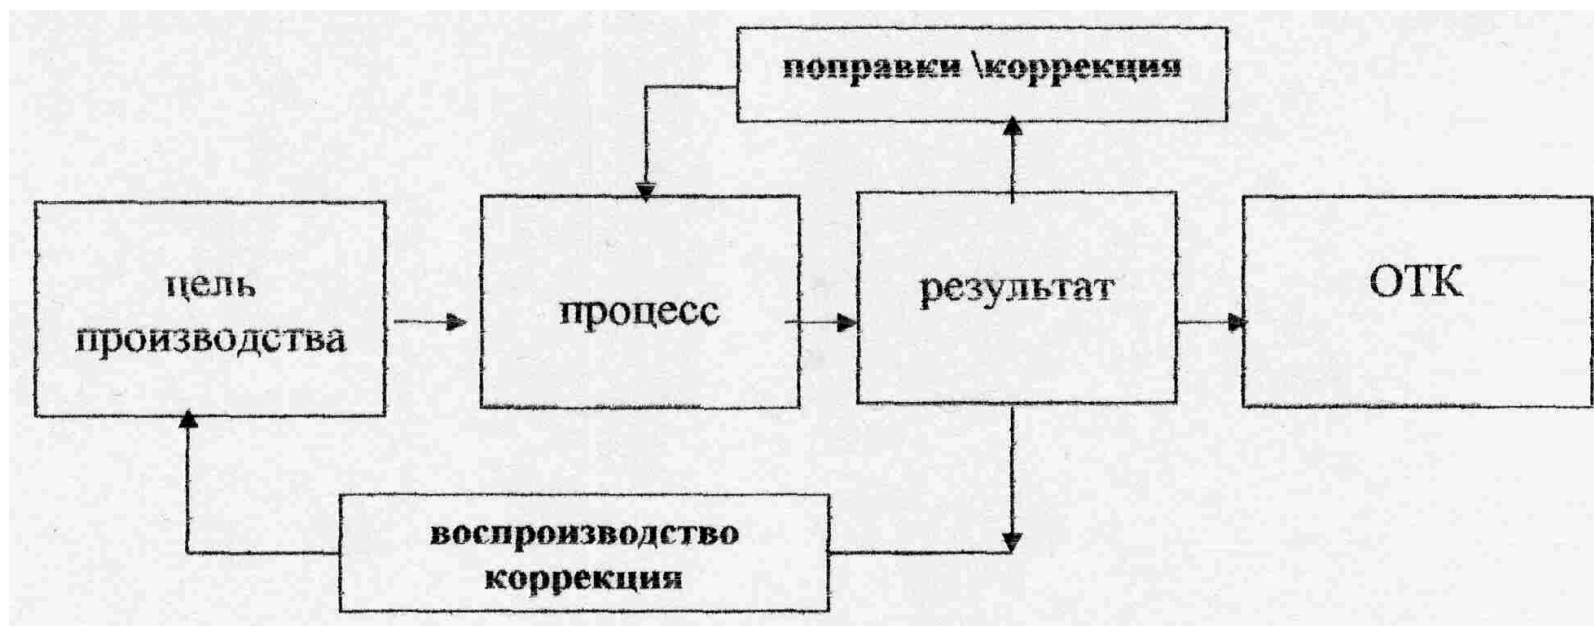 поправки \коррекция
цель
производства
процесс
результат
ОТК
воспроизводство
коррекция